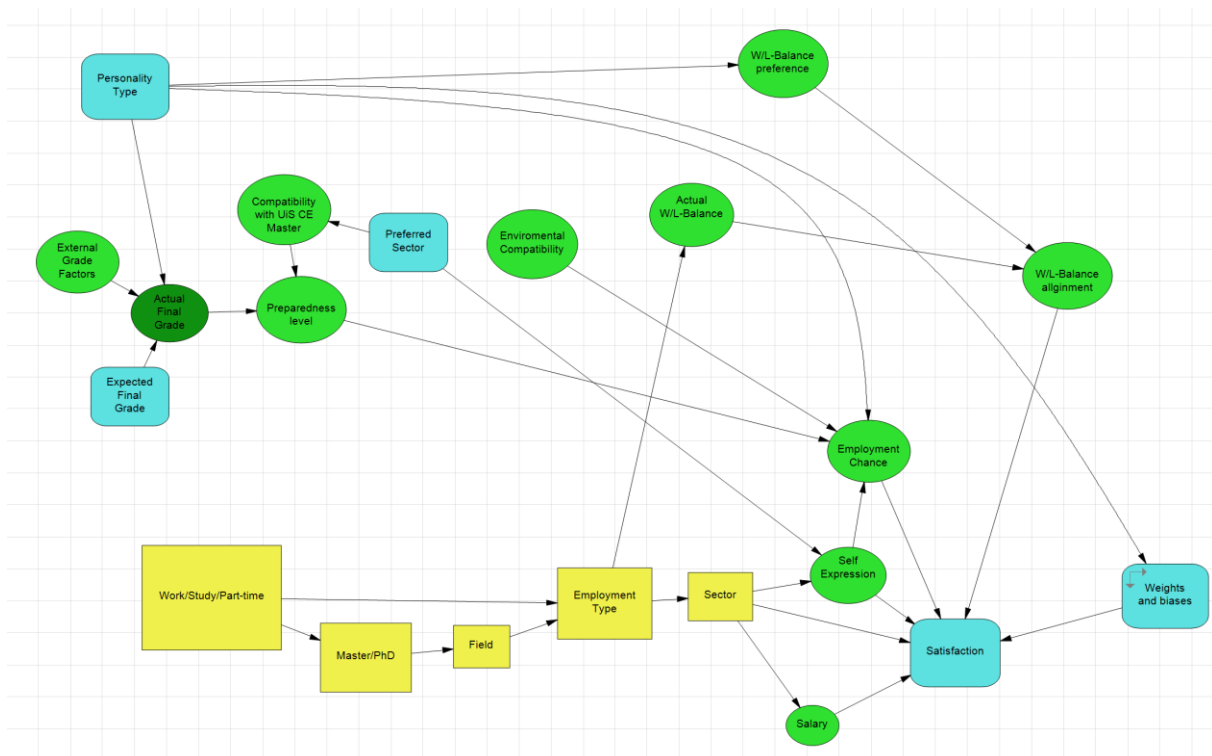 Personality
Type
W/L-Balance
preference
Compatibility
with UiS CE
Master
Preferred
Sector
Actual
W/L-Balance
Enviromental
Compatibility
External
Grade
Factors
W/L-Balance
allginment
Actual
Final
Grade
Preparedness
level
Expected
Final
Grade
Employment
Chance
Self
Expression
Work/Study/Part-time
Employment
Type
Sector
Weights
and biases
Master/PhD
Field
Satisfaction
Salary